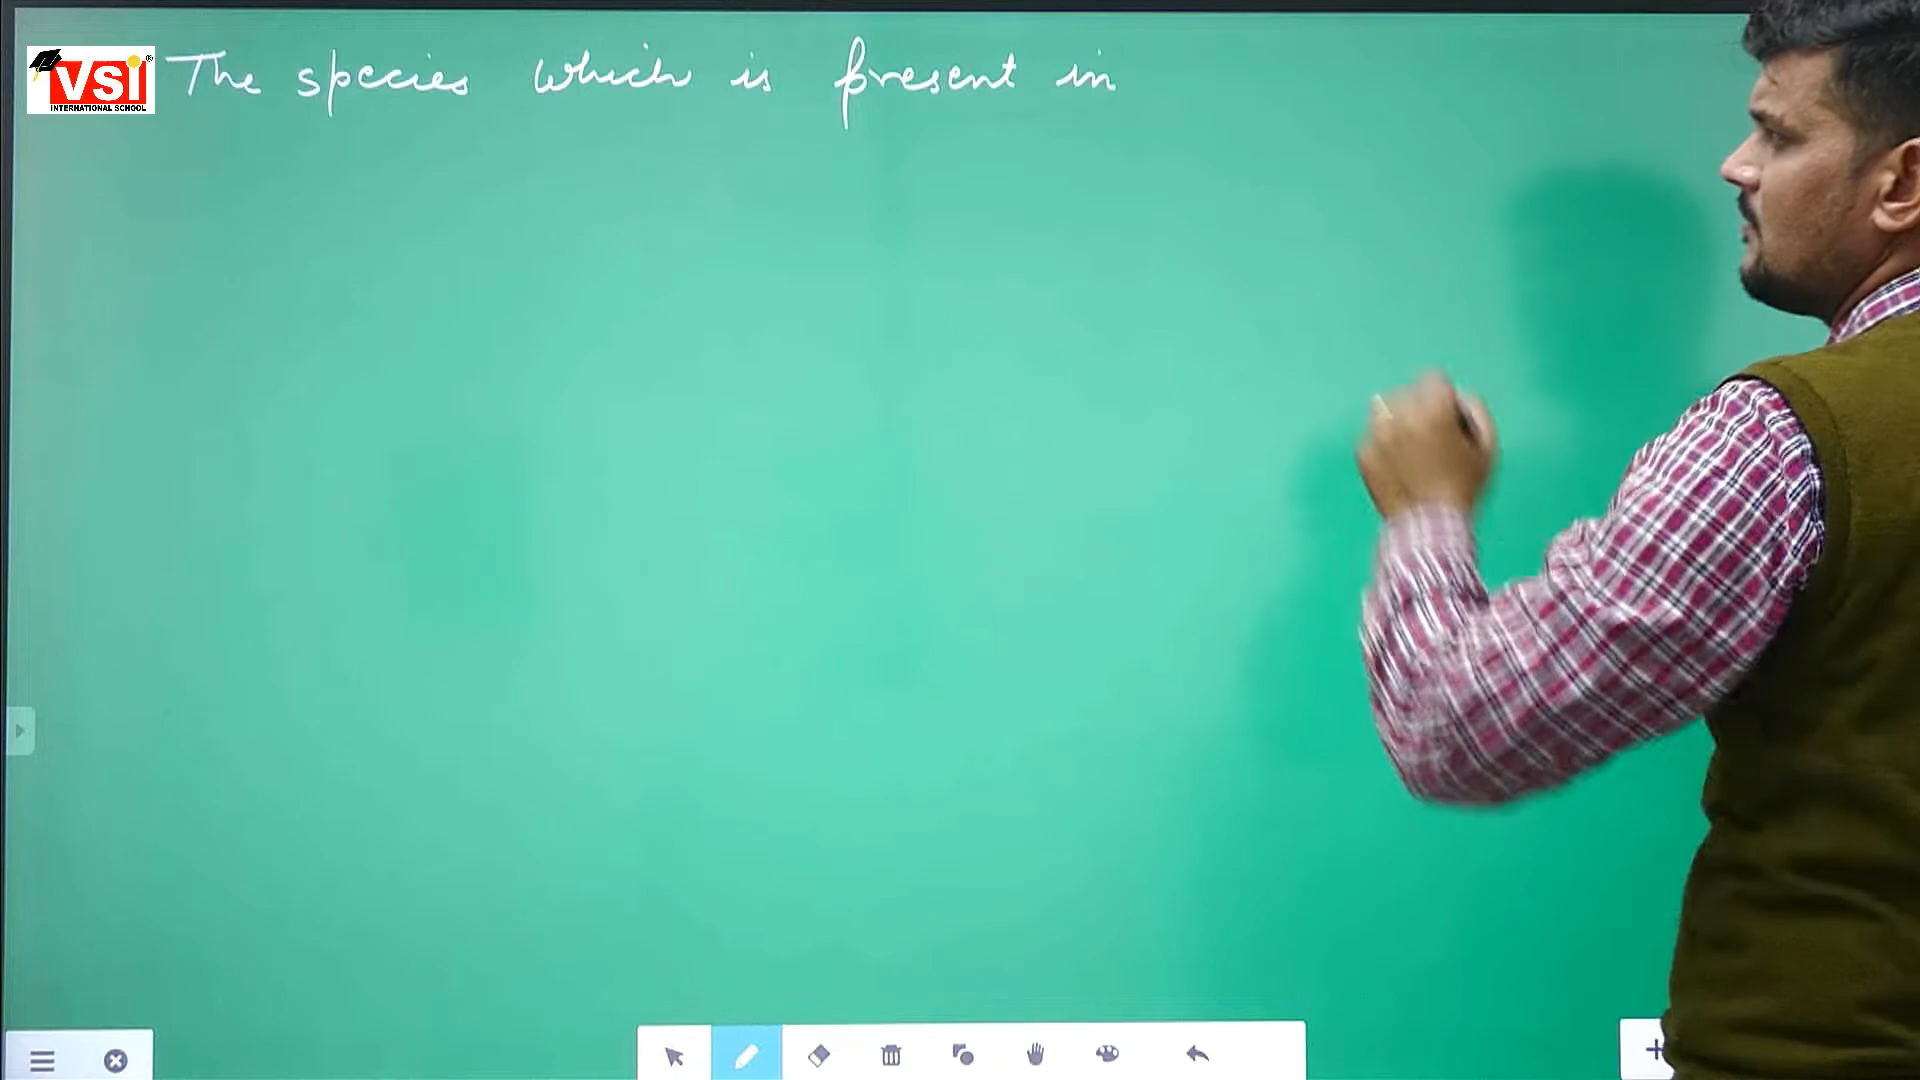 VSI
INTERNATIONAL SCHOOL
The species which is present in